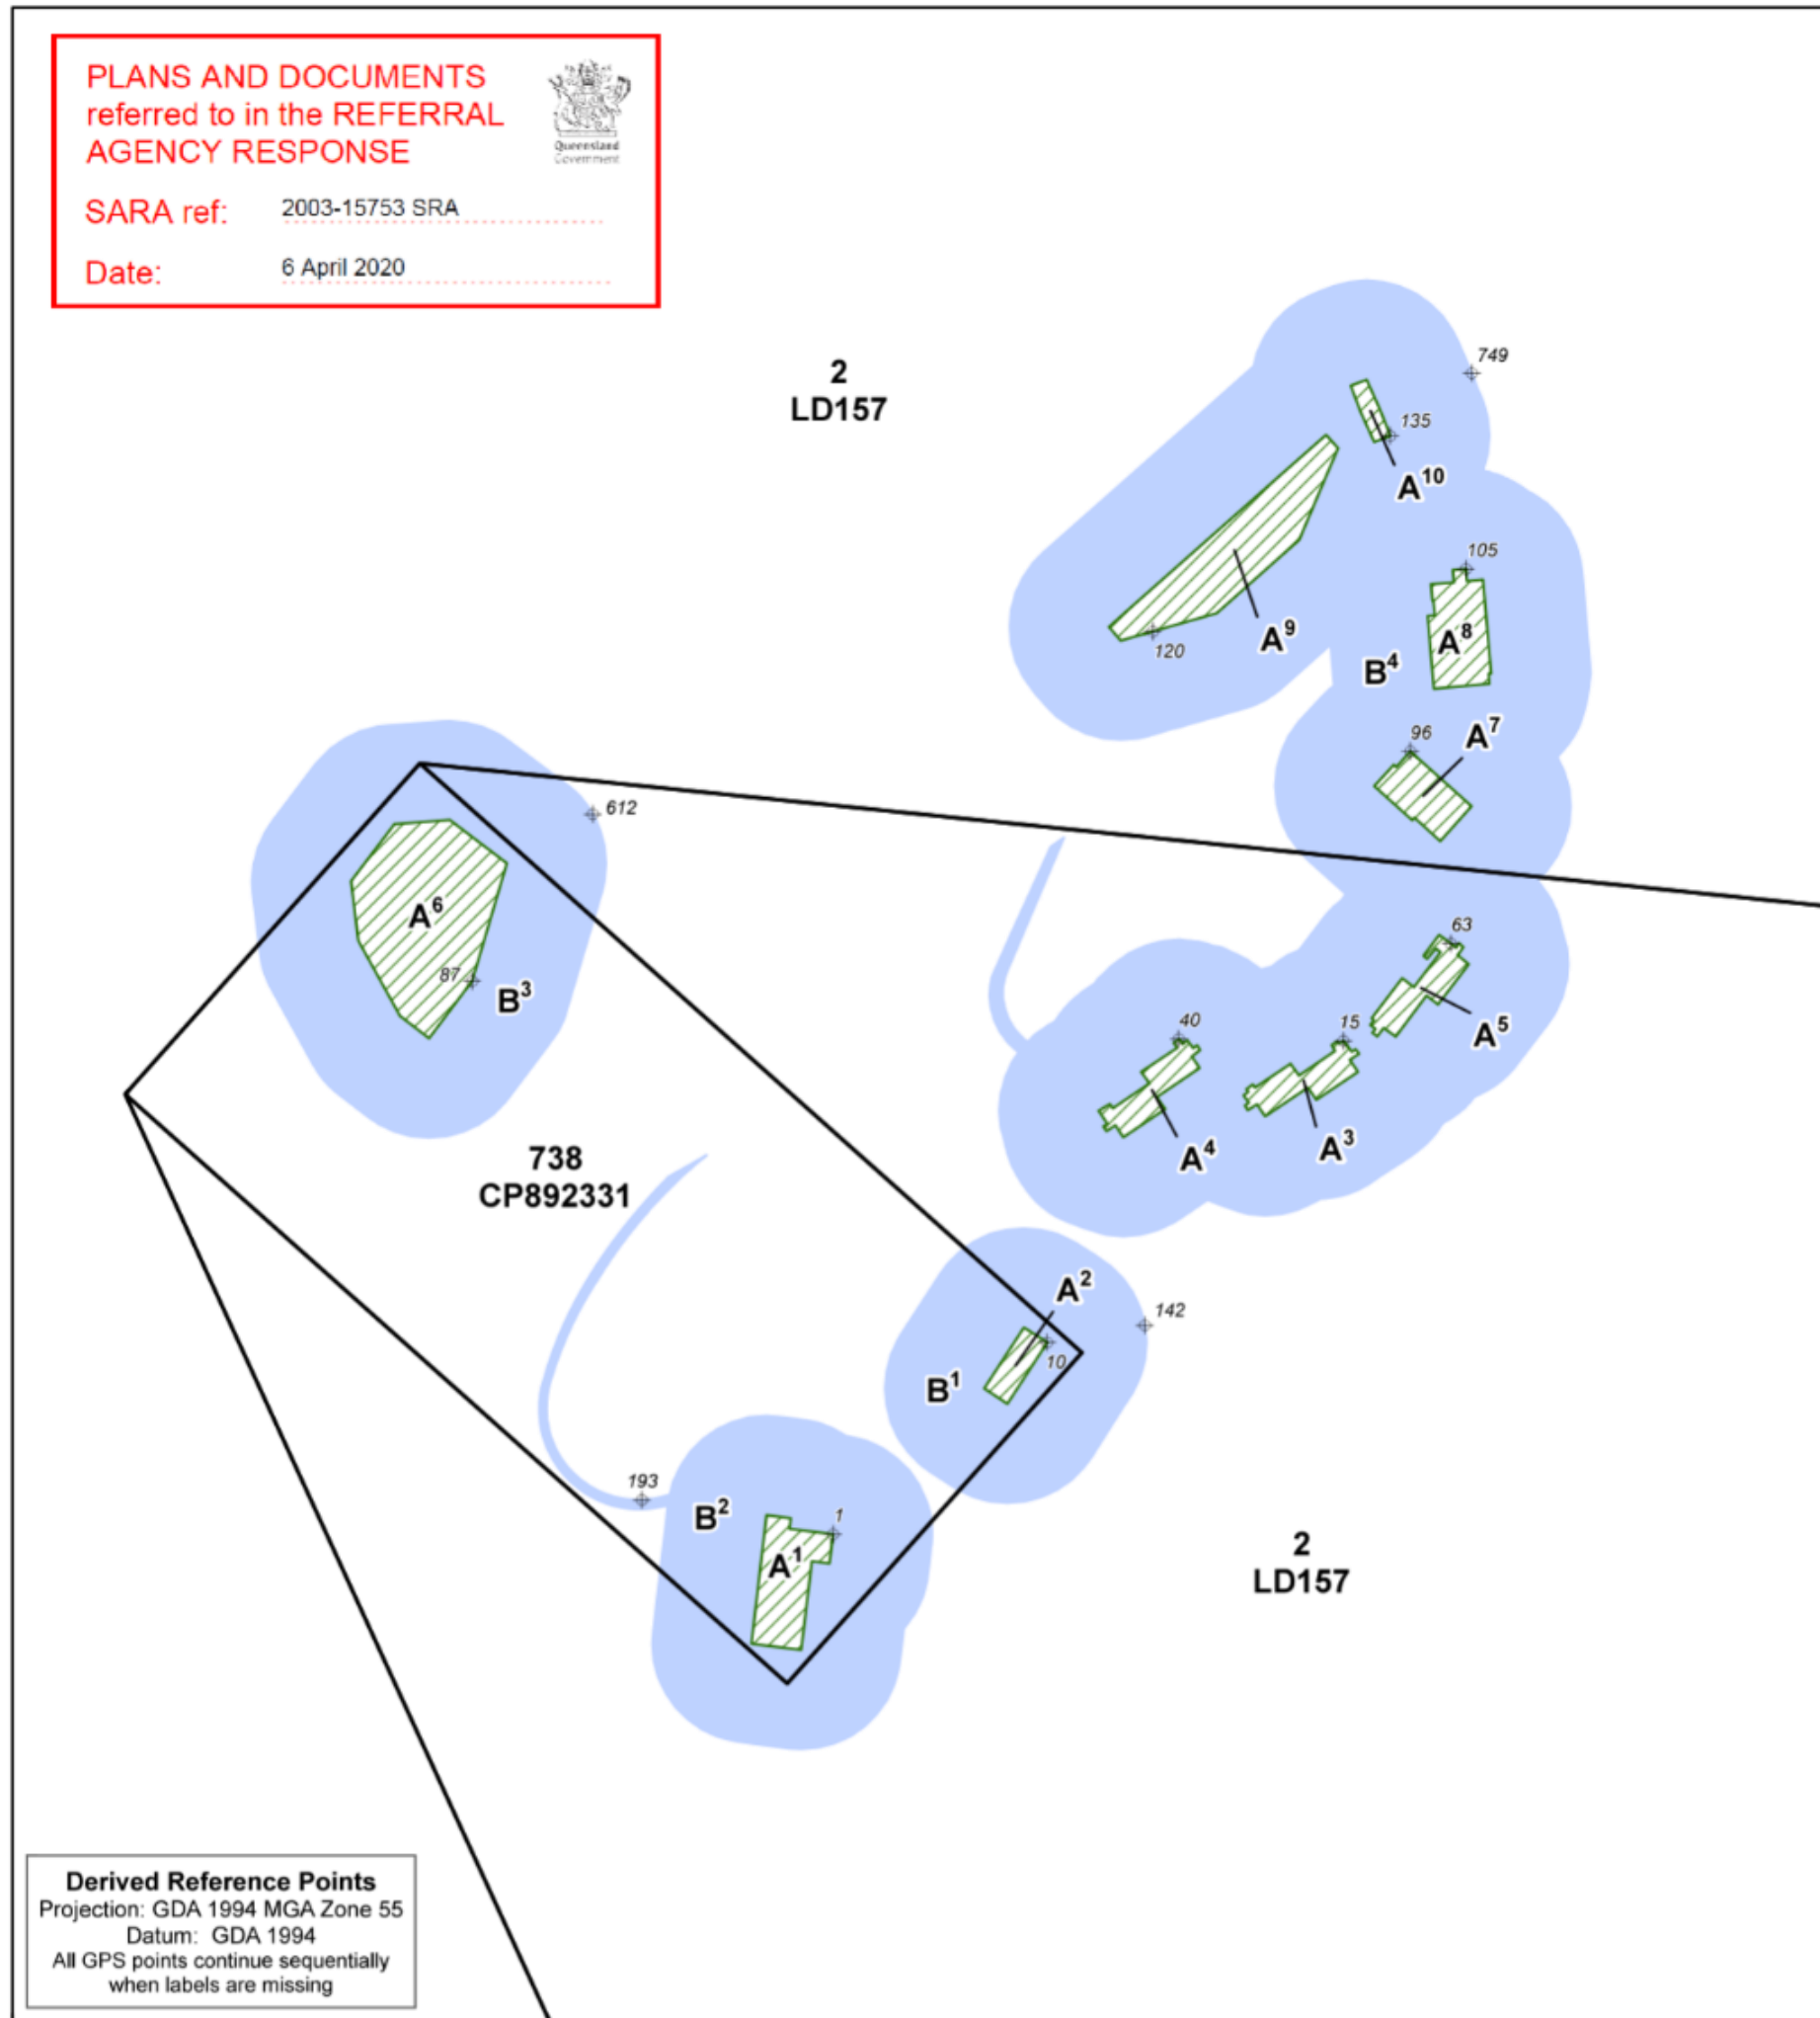 PLANS AND DOCUMENTS
referred to in the REFERRAL
AGENCY RESPONSE
Queensland
Government
SARA ref: 2003-15753 SRA
Date: 6 April 2020
2
LD157
749
135
A10
105
A9
A8
120
B4
96
A7
612
A6
63
87
B3
40
15
A5
A4
A3
738
CP892331
A2
142
10
B1
193
B2
1
A1
2
LD157
Derived Reference Points
Projection: GDA 1994 MGA Zone 55
Datum: GDA 1994
All GPS points continue sequentially
when labels are missing